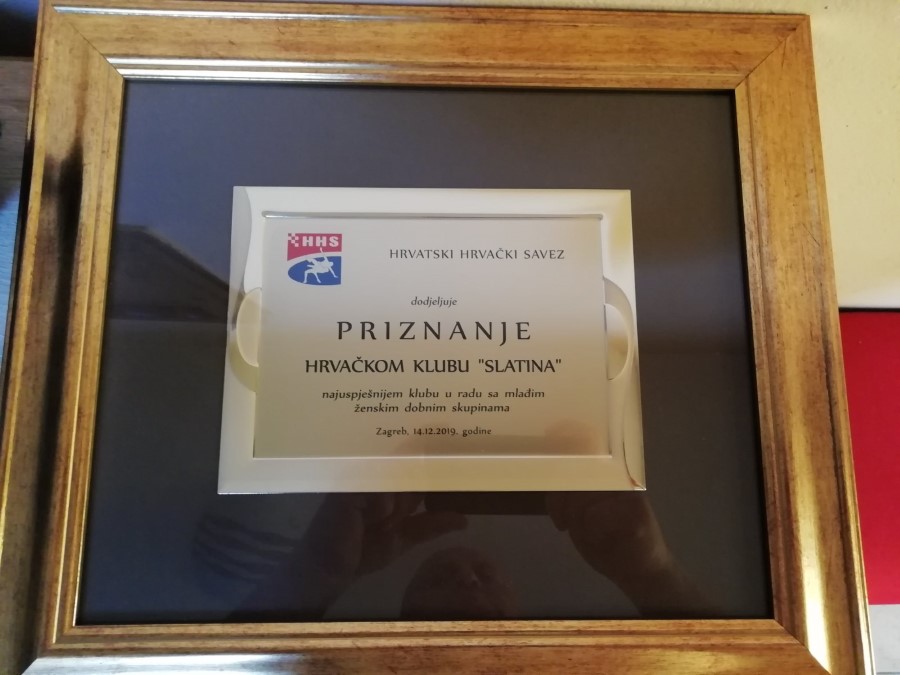 HHS
HRVATSKI HRVAČKI SAVEZ
dodjeljuje
PRIZNANJE
HRVAČKOM KLUBU "SLATINA"
najuspješnijem klubu u radu sa mlađim
ženskim dobnim skupinama
Zagreb, 14.12.2019. godine